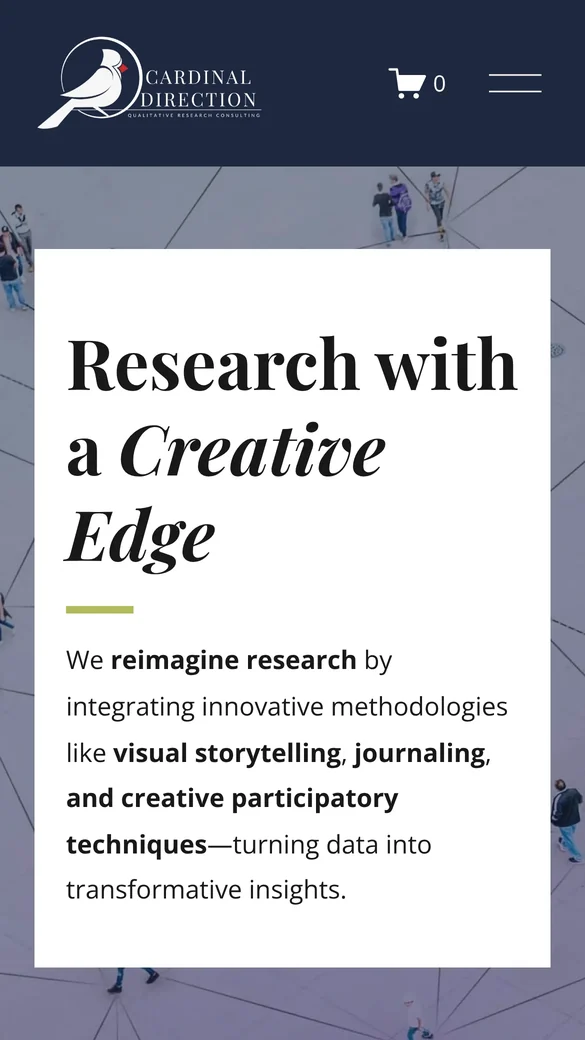 CARDINAL
DIRECTION
QUALITATIVE RESEARCH CONSULTING
0
Research with
a Creative
Edge
We reimagine research by
integrating innovative methodologies
like visual storytelling, journaling,
and creative participatory
techniques—turning data into
transformative insights.